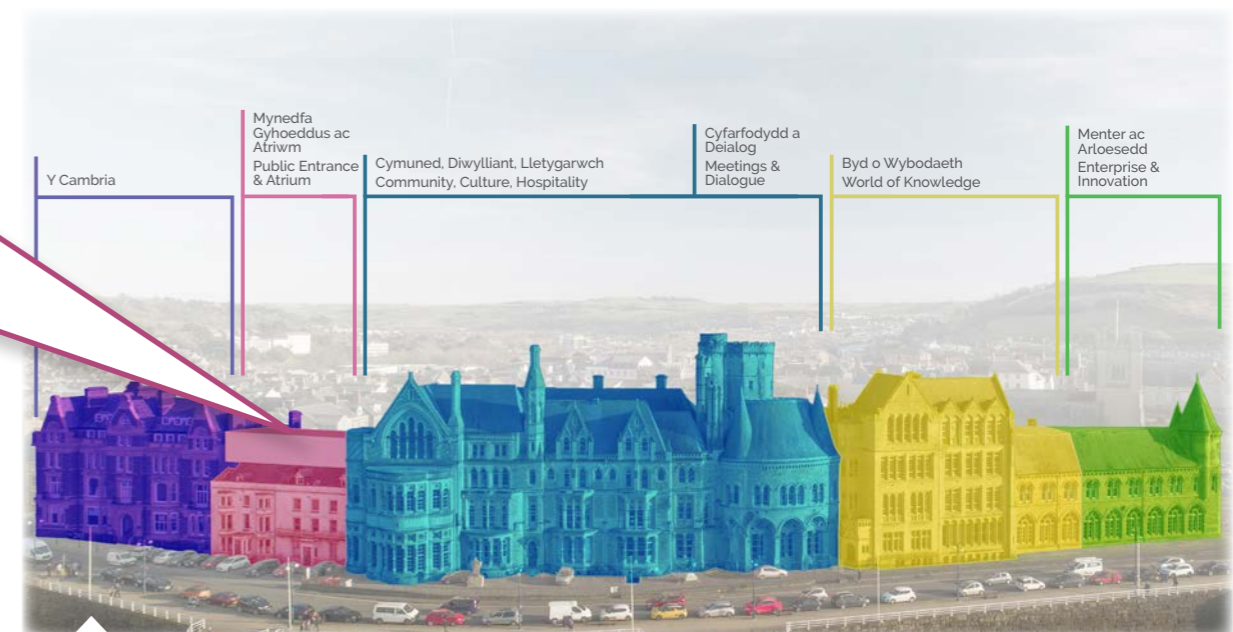 Y Cambria
Mynedfa
Gyhoeddus ac
Atriwm
Public Entrance
& Atrium
Cymuned, Diwylliant, Lletygarwch
Community, Culture, Hospitality
Cyfarfodydd a
Deialog
Meetings &
Dialogue
Byd o Wybodaeth
World of Knowledge
Menter ac
Arloesedd
Enterprise &
Innovation